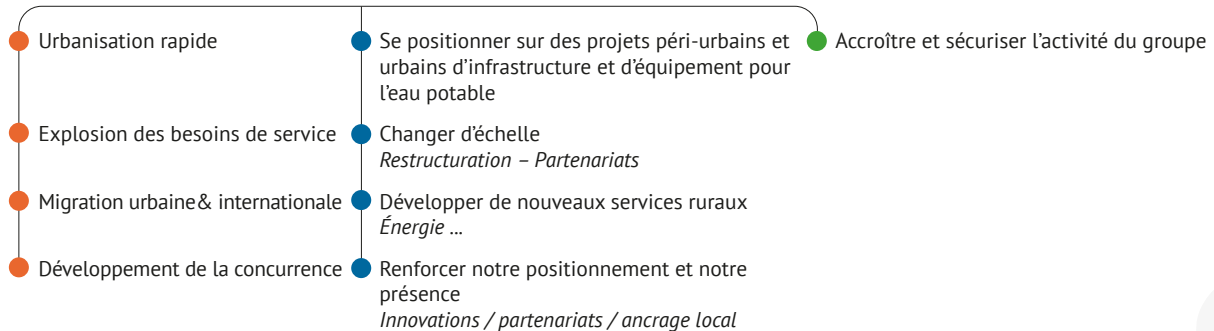 Urbanisation rapide
Explosion des besoins de service
Migration urbaine& internationale
Développement de la concurrence
Se positionner sur des projets péri-urbains et
urbains d’infrastructure et d’équipement pour
l’eau potable
Changer d’échelle
Restructuration – Partenariats
Développer de nouveaux services ruraux
Énergie ...
Renforcer notre positionnement et notre
présence
Innovations / partenariats / ancrage local
Accroître et sécuriser l’activité du groupe